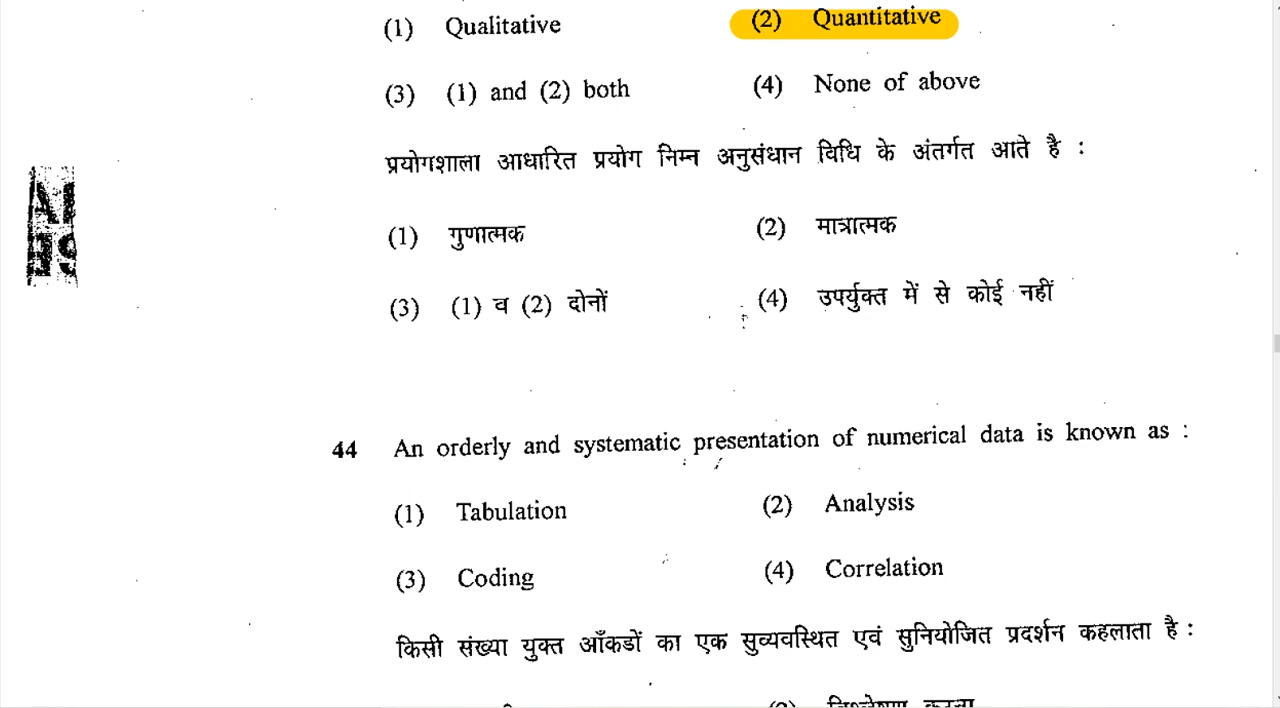 (1) Qualitative (2) Quantitative
(3) (1) and (2) both (4) None of above
प्रयोगशाला आधारित प्रयोग निम्न अनुसंधान विधि के अंतर्गत आते है :
(1) गुणात्मक (2) मात्रात्मक
(3) (1) व (2) दोनों (4) उपर्युक्त में से कोई नहीं
44 An orderly and systematic presentation of numerical data is known as :
(1) Tabulation (2) Analysis
(3) Coding (4) Correlation
किसी संख्या युक्त आँकडों का एक सुव्यवस्थित एवं सुनियोजित प्रदर्शन कहलाता है :
(2) विश्लेषण करना